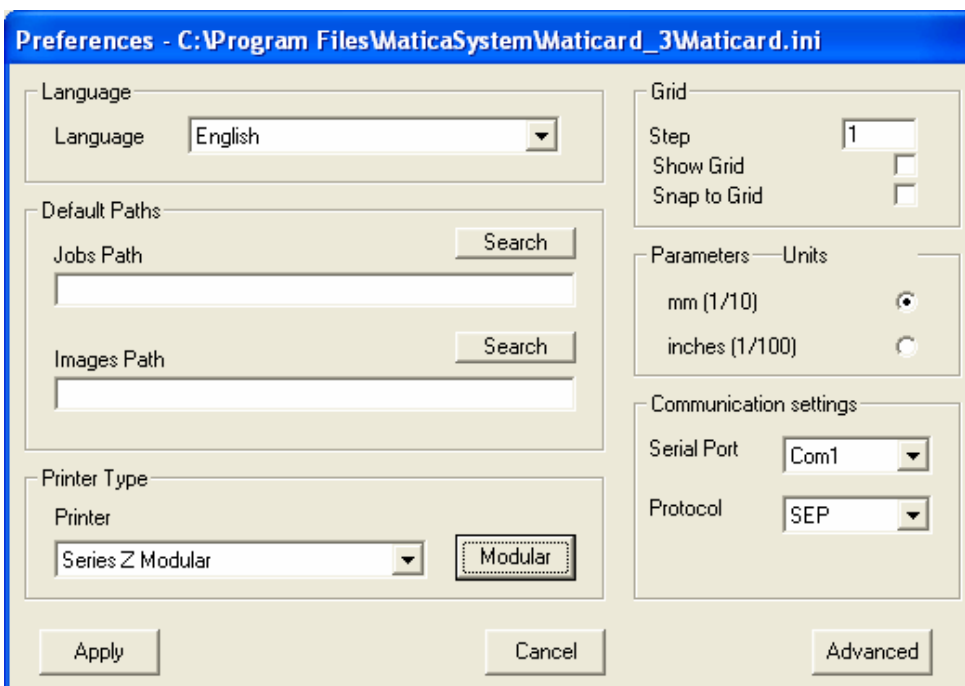 Preferences - C:\Program Files\MaticaSystem\Maticard_3\Maticard.ini
Language
Language English
Default Paths
Jobs Path Search
Images Path Search
Printer Type
Printer
Series Z Modular Modular
Grid
Step 1
Show Grid
Snap to Grid
Parameters Units
mm (1/10)
inches (1/100)
Communication settings
Serial Port Com1
Protocol SEP
Apply Cancel Advanced